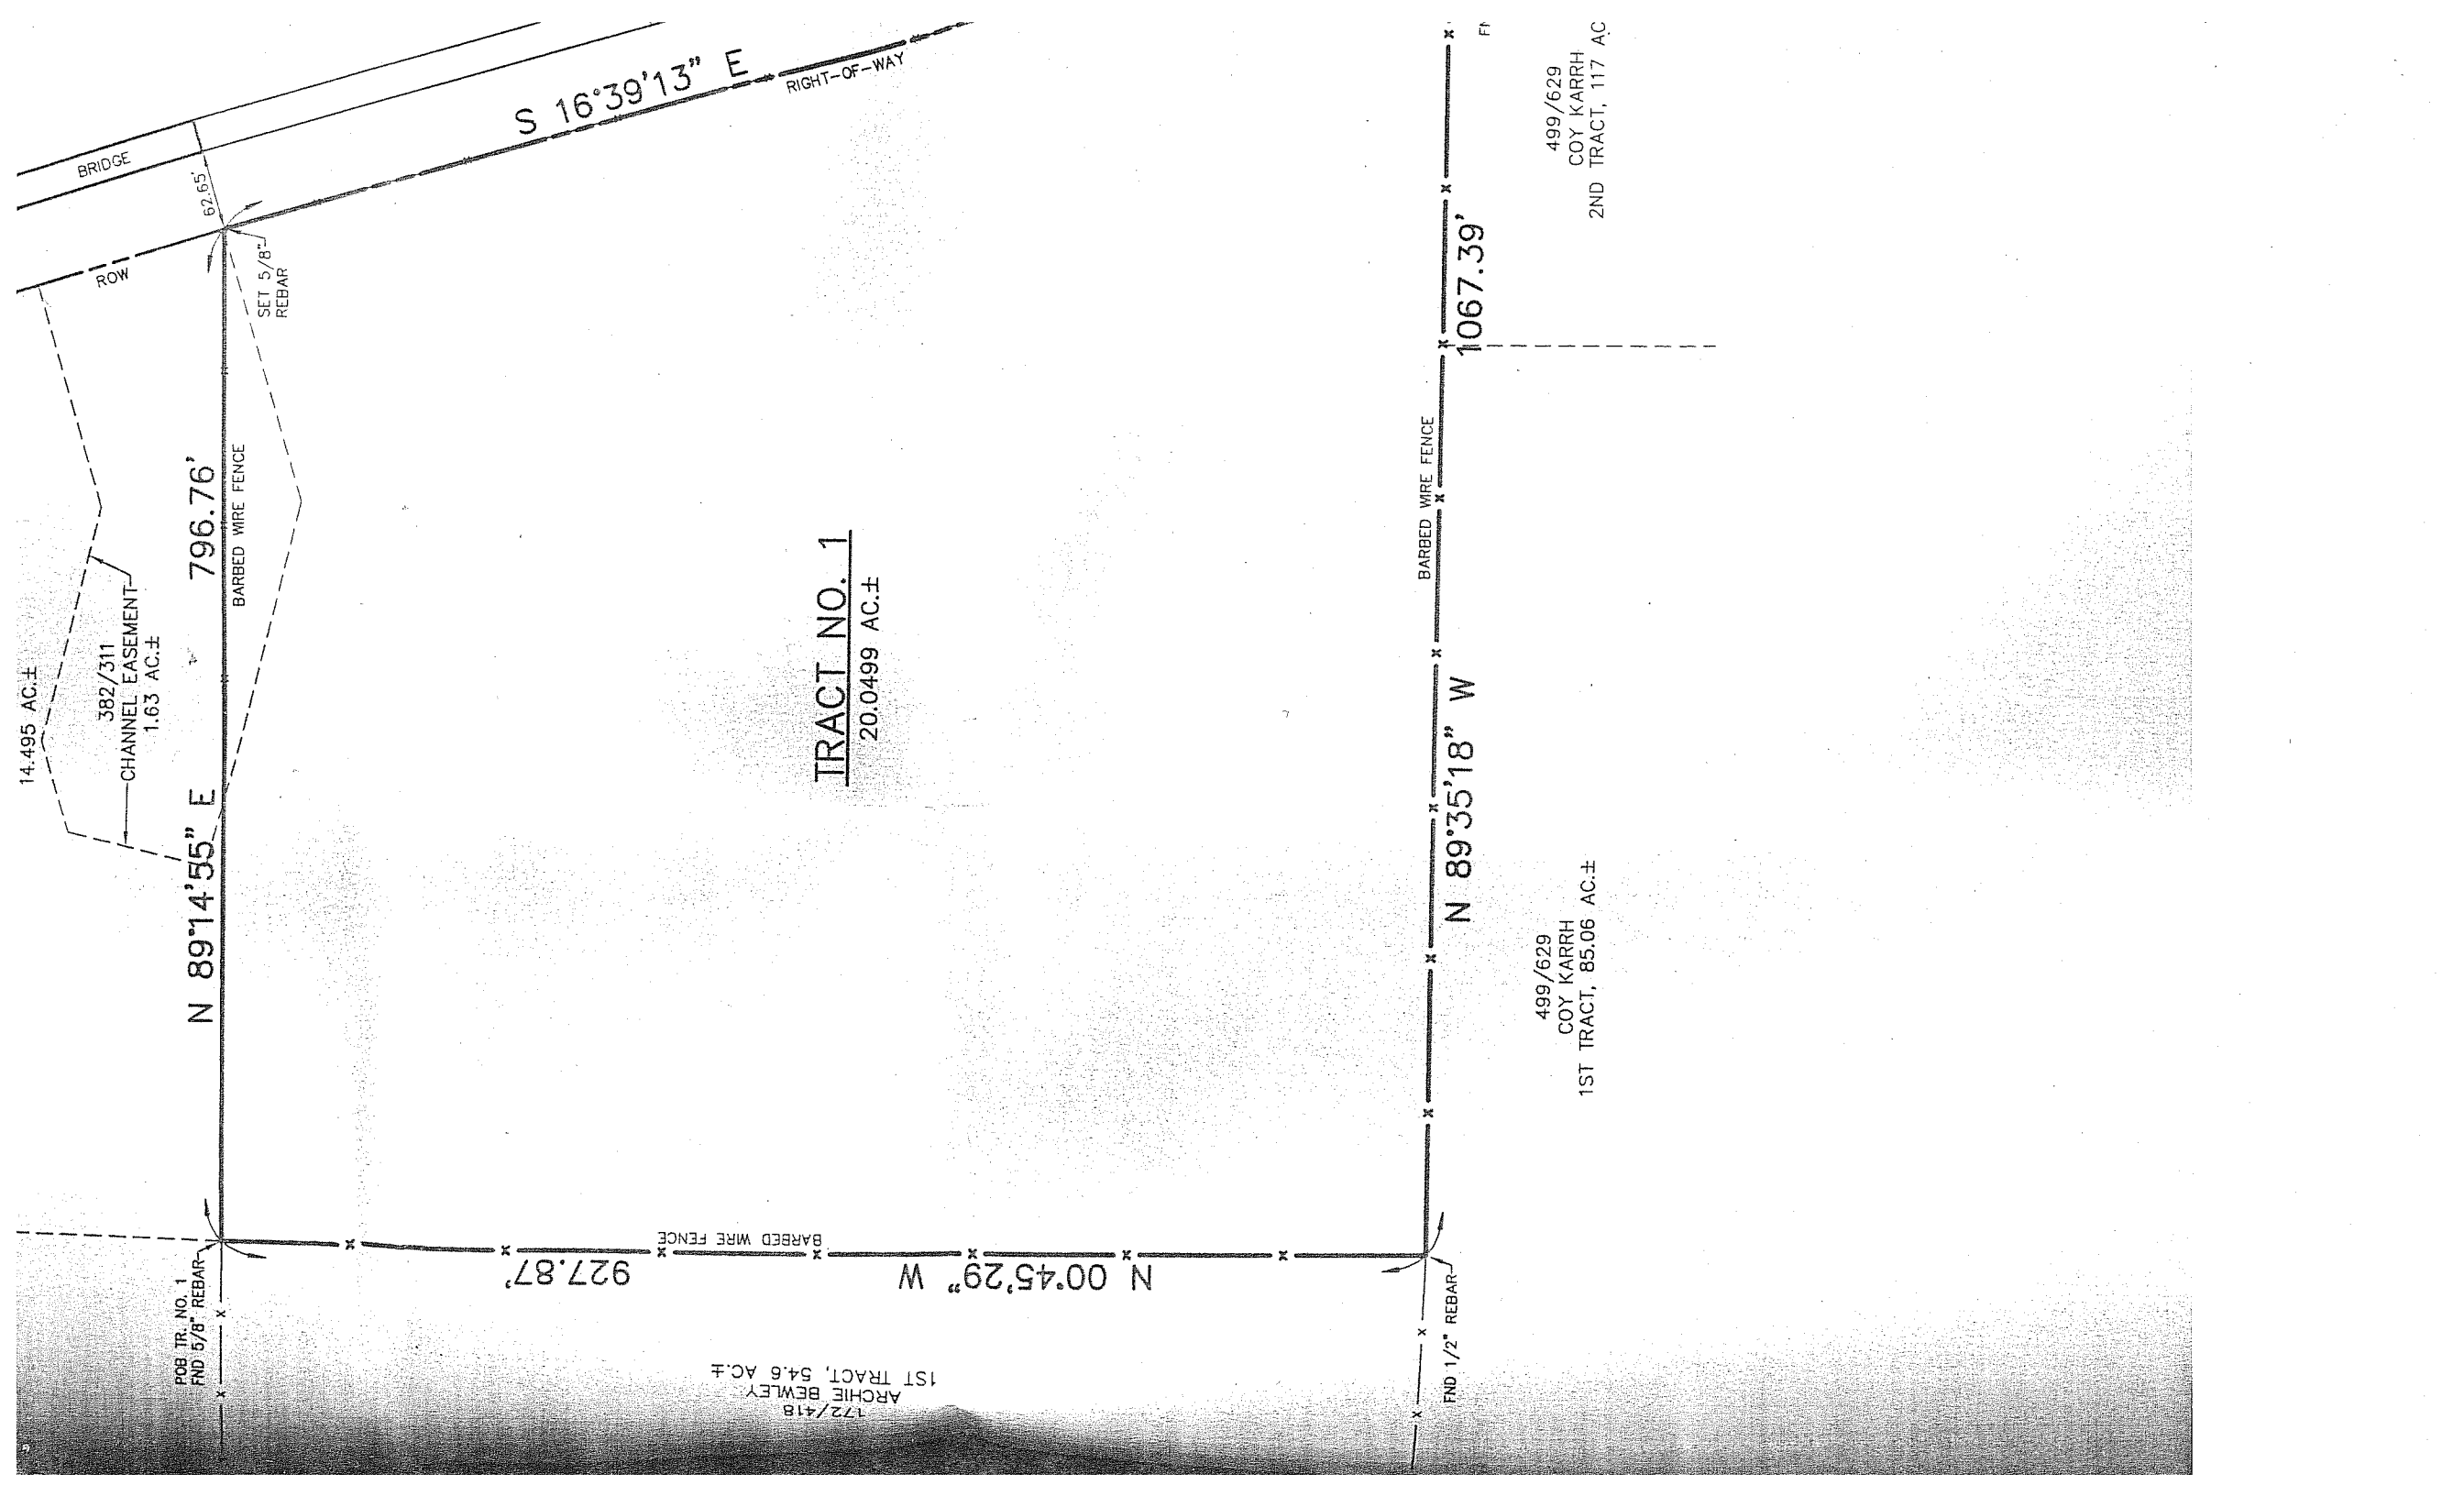 BRIDGE
62.65'
S 16°39'13" E
RIGHT-OF-WAY
ROW
SET 5/8"
REBAR
14.495 AC.±
382/311
CHANNEL EASEMENT
1.63 AC.±
N 89°14'55" E 796.76'
BARBED WIRE FENCE
TRACT NO. 1
20.0499 AC.±
BARBED WIRE FENCE
N 89°35'18" W 1067.39'
499/629
COY KARRH
2ND TRACT, 117 AC
499/629
COY KARRH
1ST TRACT, 85.06 AC.±
POB TR. NO. 1
FND 5/8" REBAR
BARBED WIRE FENCE
N 00°45'29" W 927.87'
172/418
ARCHIE BEWLEY
1ST TRACT, 54.6 AC.±
FND 1/2" REBAR